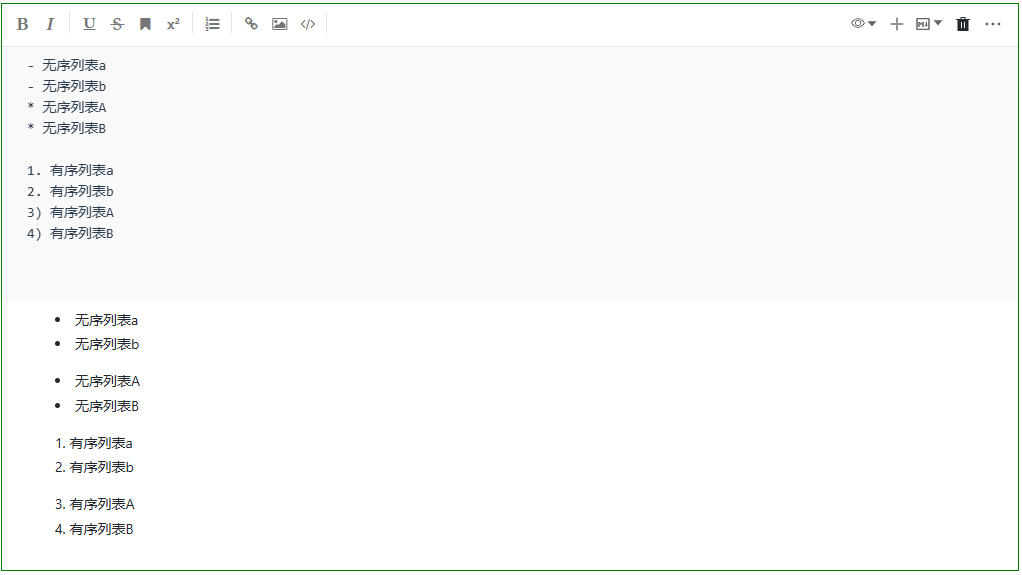 B I U S x²
- 无序列表a
- 无序列表b
* 无序列表A
* 无序列表B
1. 有序列表a
2. 有序列表b
3) 有序列表A
4) 有序列表B
• 无序列表a
• 无序列表b
• 无序列表A
• 无序列表B
1. 有序列表a
2. 有序列表b
3. 有序列表A
4. 有序列表B